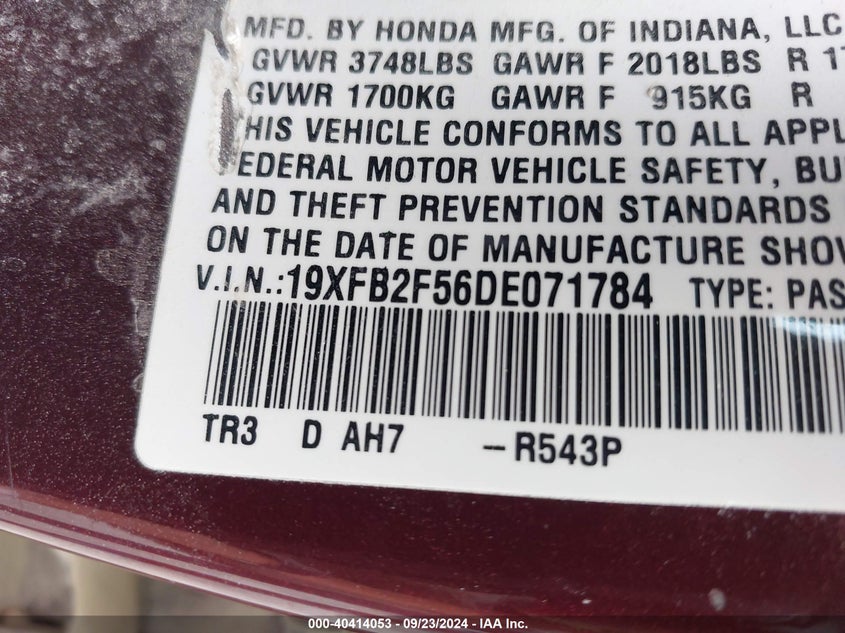 MFD. BY HONDA MFG. OF INDIANA, LLC
GVWR 3748LBS GAWR F 2018LBS R 1
GVWR 1700KG GAWR F 915KG R
HIS VEHICLE CONFORMS TO ALL APPL
EDERAL MOTOR VEHICLE SAFETY, BU
AND THEFT PREVENTION STANDARDS
ON THE DATE OF MANUFACTURE SHOW
V.I.N.:19XFB2F56DE071784 TYPE: PAS
TR3 D AH7 –R543P
000-40414053 - 09/23/2024 - IAA Inc.